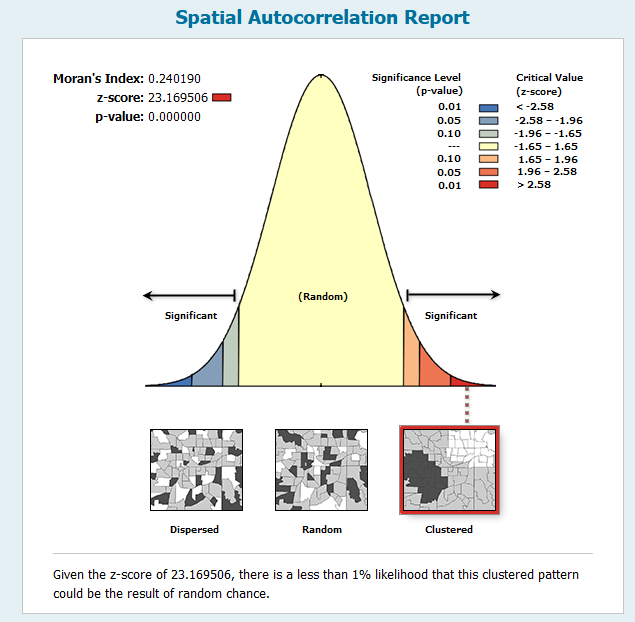 Spatial Autocorrelation Report
Moran's Index: 0.240190
z-score: 23.169506
p-value: 0.000000
Significance Level
(p-value)
Critical Value
(z-score)
0.01 < -2.58
0.05 -2.58 – -1.96
0.10 -1.96 – -1.65
--- -1.65 – 1.65
0.10 1.65 – 1.96
0.05 1.96 – 2.58
0.01 > 2.58
(Random)
Significant
Significant
Dispersed
Random
Clustered
Given the z-score of 23.169506, there is a less than 1% likelihood that this clustered pattern
could be the result of random chance.